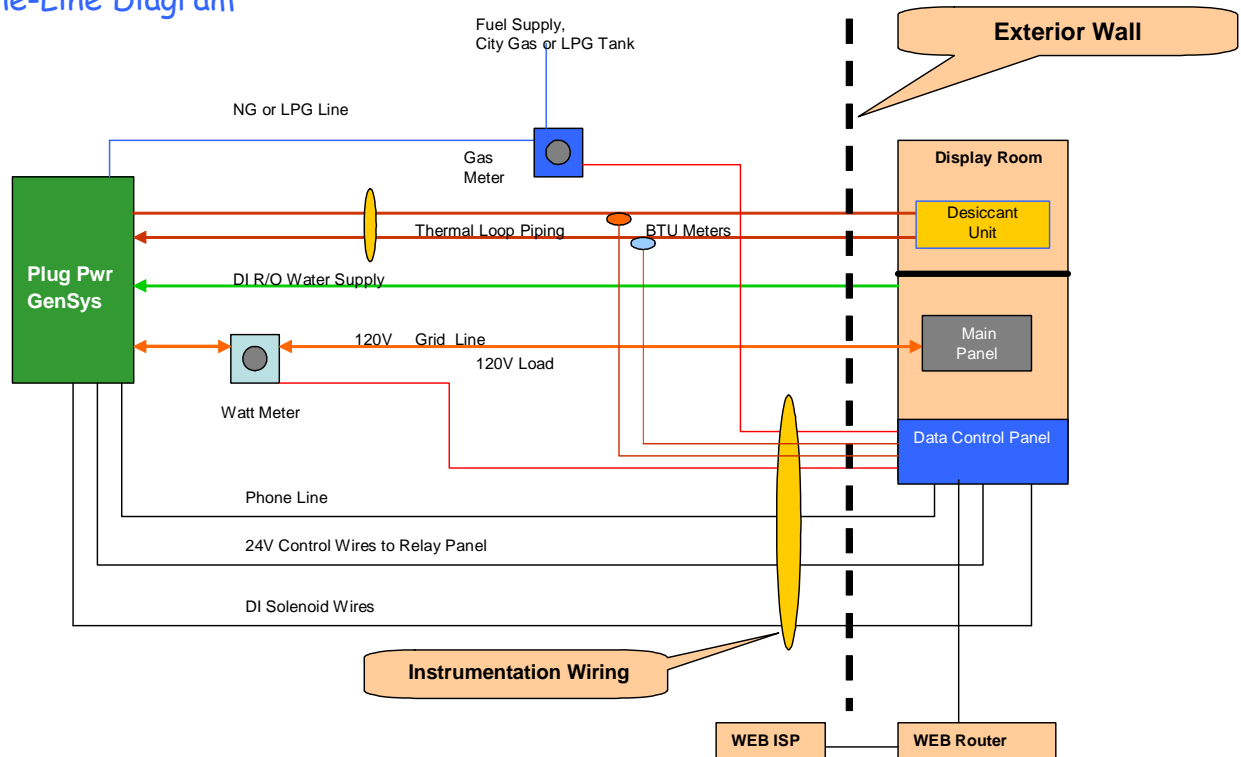 ne-Line Diagram
Fuel Supply,
City Gas or LPG Tank
Exterior Wall
NG or LPG Line
Gas
Meter
Display Room
Desiccant
Unit
Thermal Loop Piping
BTU Meters
Plug Pwr
GenSys
DI R/O Water Supply
120V Grid Line
120V Load
Main
Panel
Watt Meter
Data Control Panel
Phone Line
24V Control Wires to Relay Panel
DI Solenoid Wires
Instrumentation Wiring
WEB ISP
WEB Router